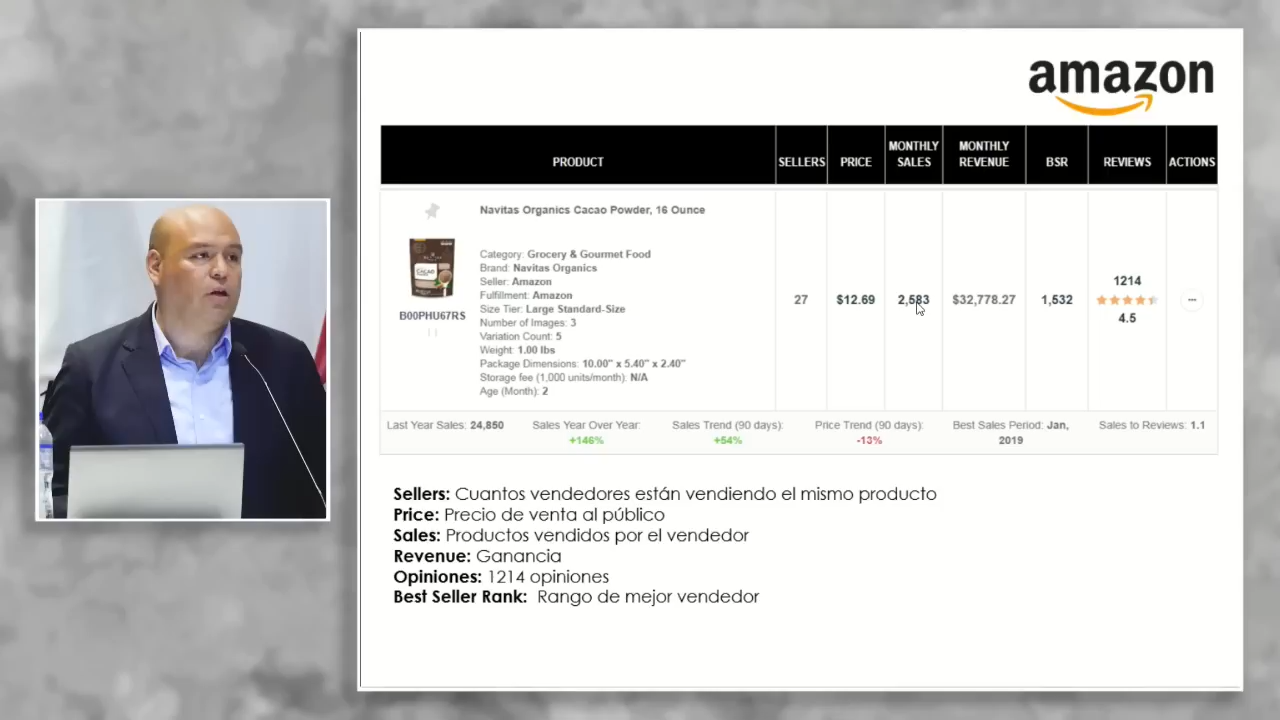 amazon
PRODUCT
SELLERS
PRICE
MONTHLY
SALES
MONTHLY
REVENUE
BSR
REVIEWS
ACTIONS
Navitas Organics Cacao Powder, 16 Ounce
CACAO
B00PHU67RS
Category: Grocery & Gourmet Food
Brand: Navitas Organics
Seller: Amazon
Fulfillment: Amazon
Size Tier: Large Standard-Size
Number of Images: 3
Variation Count: 5
Weight: 1.00 lbs
Package Dimensions: 10.00" x 5.40" x 2.40"
Storage fee (1,000 units/month): N/A
Age (Month): 2
27
$12.69
2,583
$32,778.27
1,532
1214
4.5
Last Year Sales: 24,850
Sales Year Over Year:
+146%
Sales Trend (90 days):
+54%
Price Trend (90 days):
-13%
Best Sales Period: Jan,
2019
Sales to Reviews: 1.1
Sellers: Cuantos vendedores están vendiendo el mismo producto
Price: Precio de venta al público
Sales: Productos vendidos por el vendedor
Revenue: Ganancia
Opiniones: 1214 opiniones
Best Seller Rank: Rango de mejor vendedor